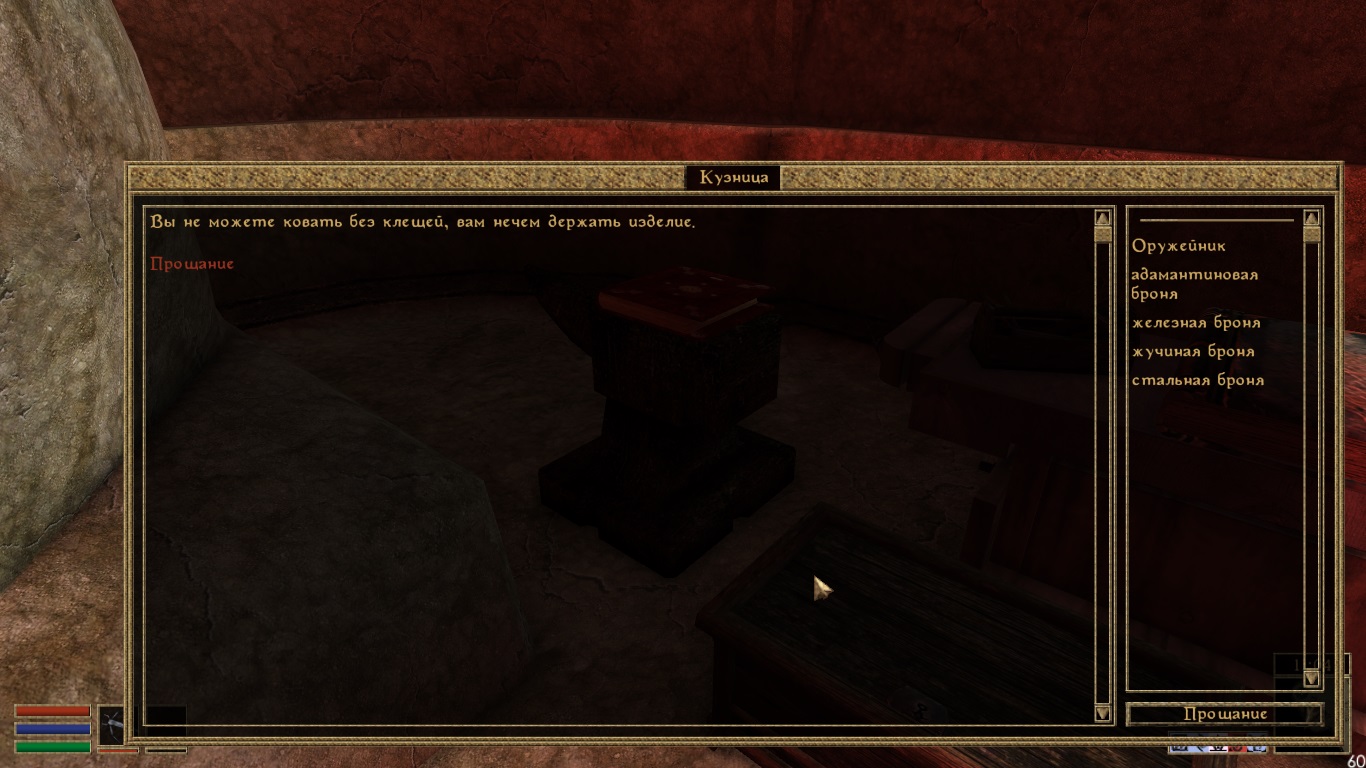 Кузница
Вы не можете ковать без клещей, вам нечем держать изделие.
Прощание
Оружейник
адамантиновая
броня
железная броня
жучиная броня
стальная броня
Прощание
60